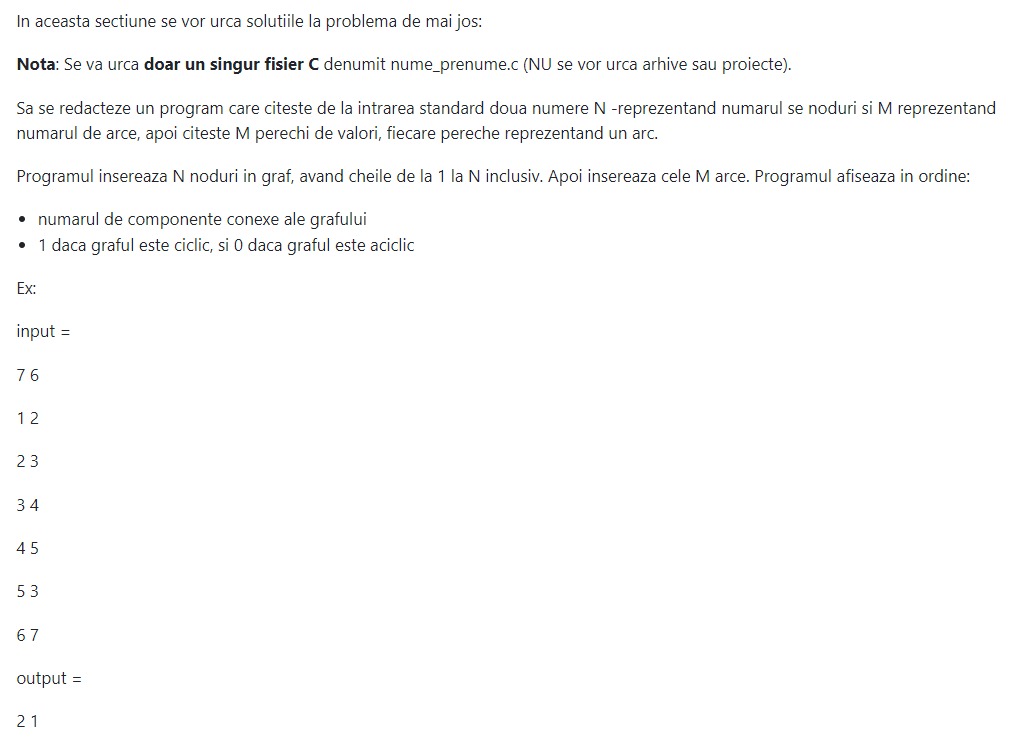 In aceasta sectiune se vor urca solutiile la problema de mai jos:
Nota: Se va urca doar un singur fisier C denumit nume_prenume.c (NU se vor urca arhive sau proiecte).
Sa se redacteze un program care citeste de la intrarea standard doua numere N -reprezentand numarul se noduri si M reprezentand
numarul de arce, apoi citeste M perechi de valori, fiecare pereche reprezentand un arc.
Programul insereaza N noduri in graf, avand cheile de la 1 la N inclusiv. Apoi insereaza cele M arce. Programul afiseaza in ordine:
• numarul de componente conexe ale grafului
• 1 daca graful este ciclic, si 0 daca graful este aciclic
Ex:
input =
7 6
1 2
2 3
3 4
4 5
5 3
6 7
output =
2 1